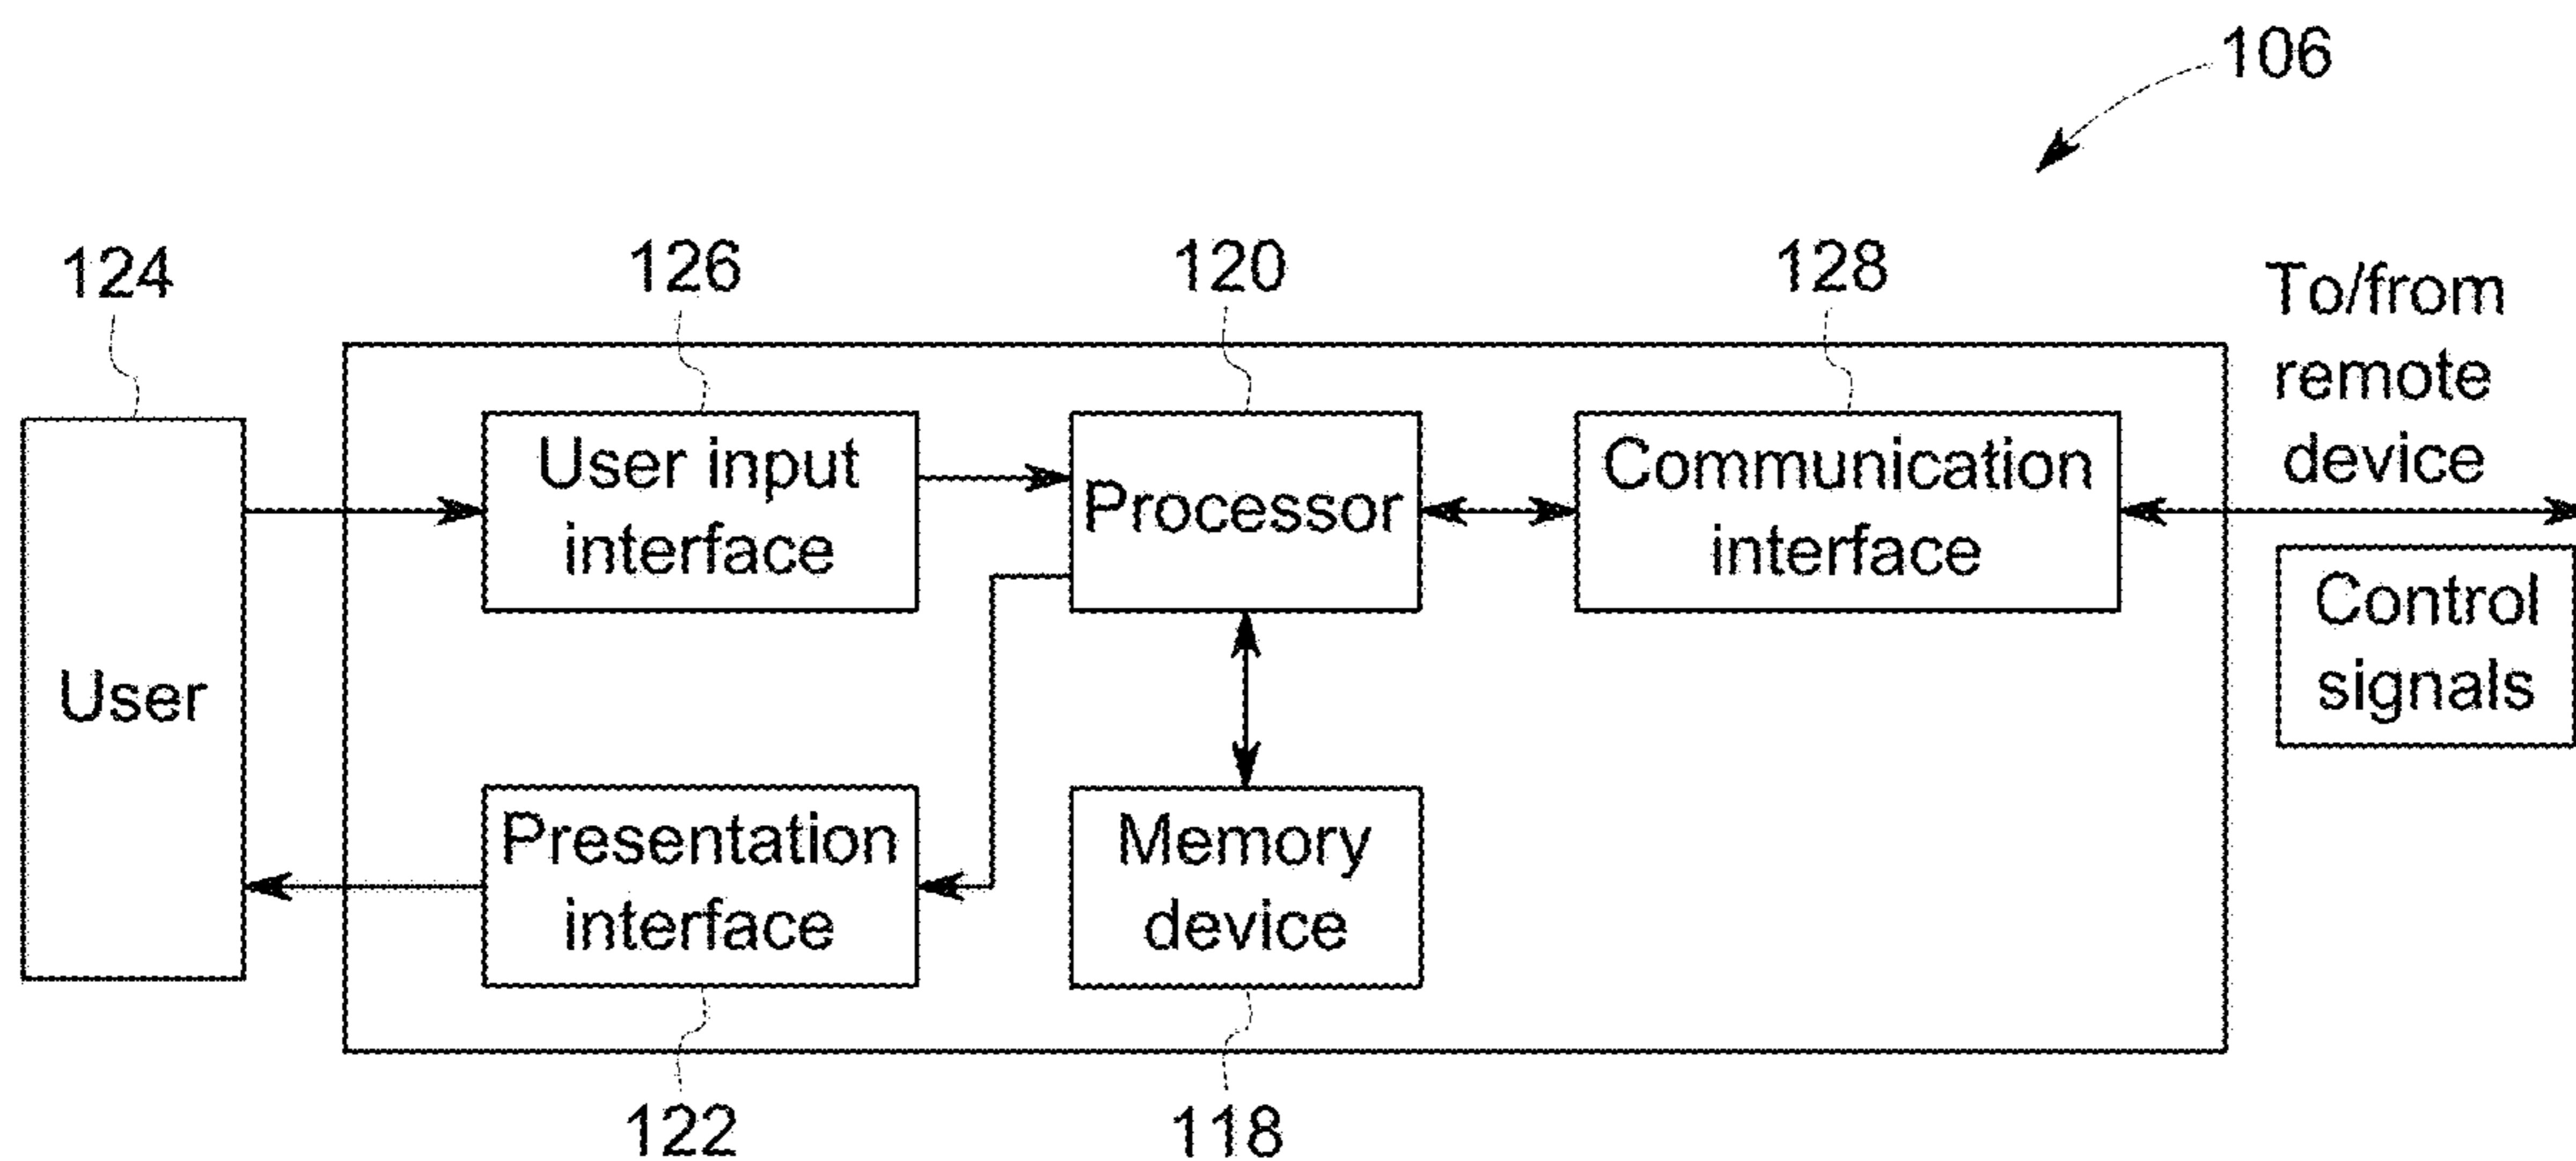 106
124
126
120
128
To/from
remote
device
User input
interface
Processor
Communication
interface
Control
signals
User
Presentation
interface
Memory
device
122
118